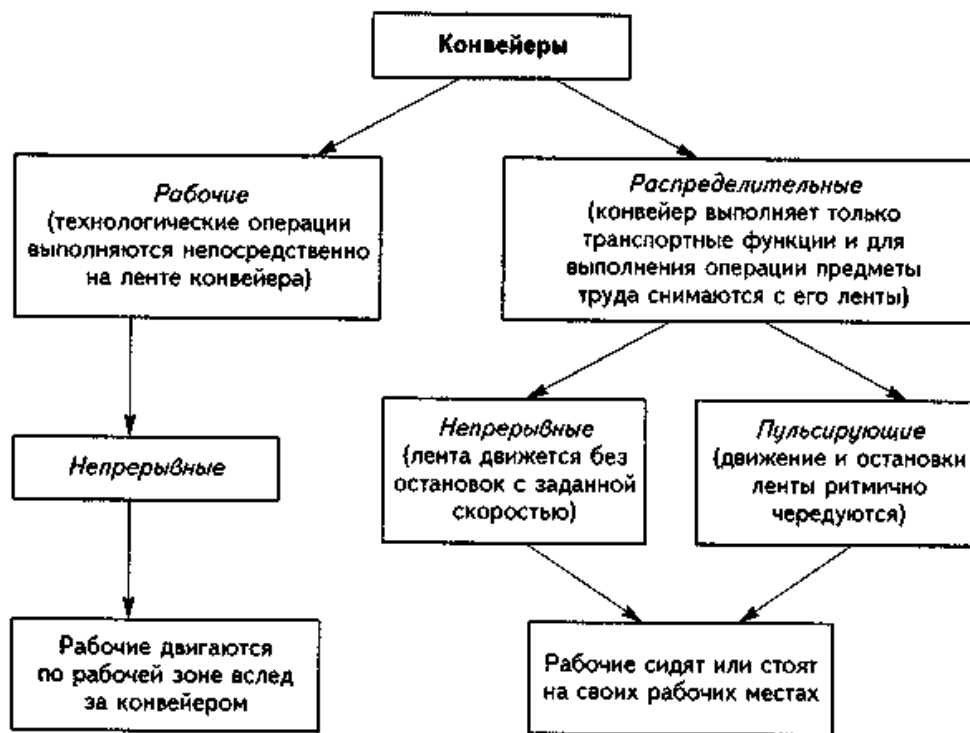 Конвейеры
Рабочие
(технологические операции
выполняются непосредственно
на ленте конвейера)
Распределительные
(конвейер выполняет только
транспортные функции и для
выполнения операции предметы
труда снимаются с его ленты)
Непрерывные
Непрерывные
(лента движется без
остановок с заданной
скоростью)
Пульсирующие
(движение и остановки
ленты ритмично
чередуются)
Рабочие двигаются
по рабочей зоне вслед
за конвейером
Рабочие сидят или стоят
на своих рабочих местах